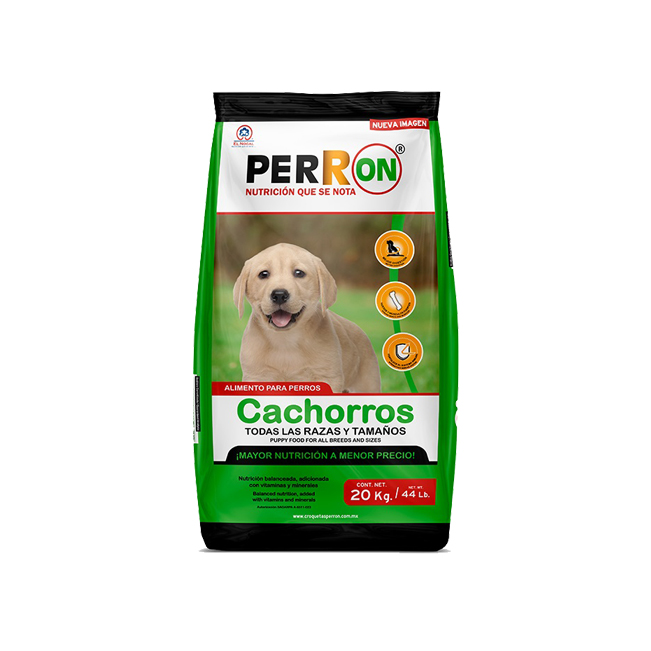 NUEVA IMAGEN
EL NOGAL
PERRON®
NUTRICIÓN QUE SE NOTA
ALIMENTO PARA PERROS
Cachorros
TODAS LAS RAZAS Y TAMAÑOS
PUPPY FOOD FOR ALL BREEDS AND SIZES
¡MAYOR NUTRICIÓN A MENOR PRECIO!
Nutrición balanceada, adicionada
con vitaminas y minerales
Balanced nutrition, added
with vitamins and minerals
CONT. NET. NET. WT.
20 Kg. / 44 Lb.
www.croquetasperron.com.mx